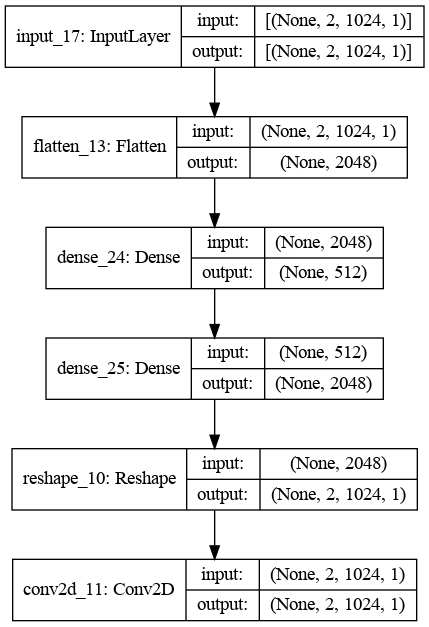 input_17: InputLayer
input: [(None, 2, 1024, 1)]
output: [(None, 2, 1024, 1)]
flatten_13: Flatten
input: (None, 2, 1024, 1)
output: (None, 2048)
dense_24: Dense
input: (None, 2048)
output: (None, 512)
dense_25: Dense
input: (None, 512)
output: (None, 2048)
reshape_10: Reshape
input: (None, 2048)
output: (None, 2, 1024, 1)
conv2d_11: Conv2D
input: (None, 2, 1024, 1)
output: (None, 2, 1024, 1)